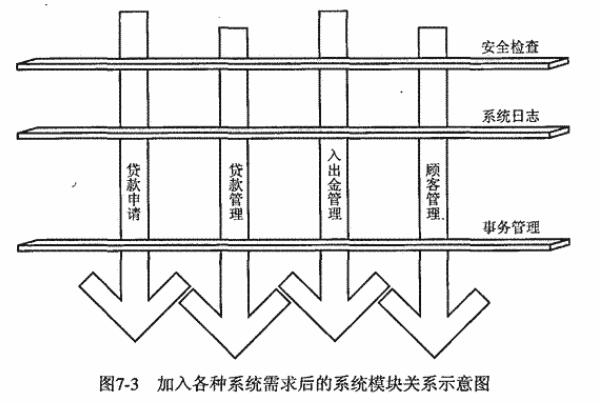 安全检查
系统日志
贷款申请
贷款管理
入出金管理
顾客管理
事务管理
图7-3 加入各种系统需求后的系统模块关系示意图